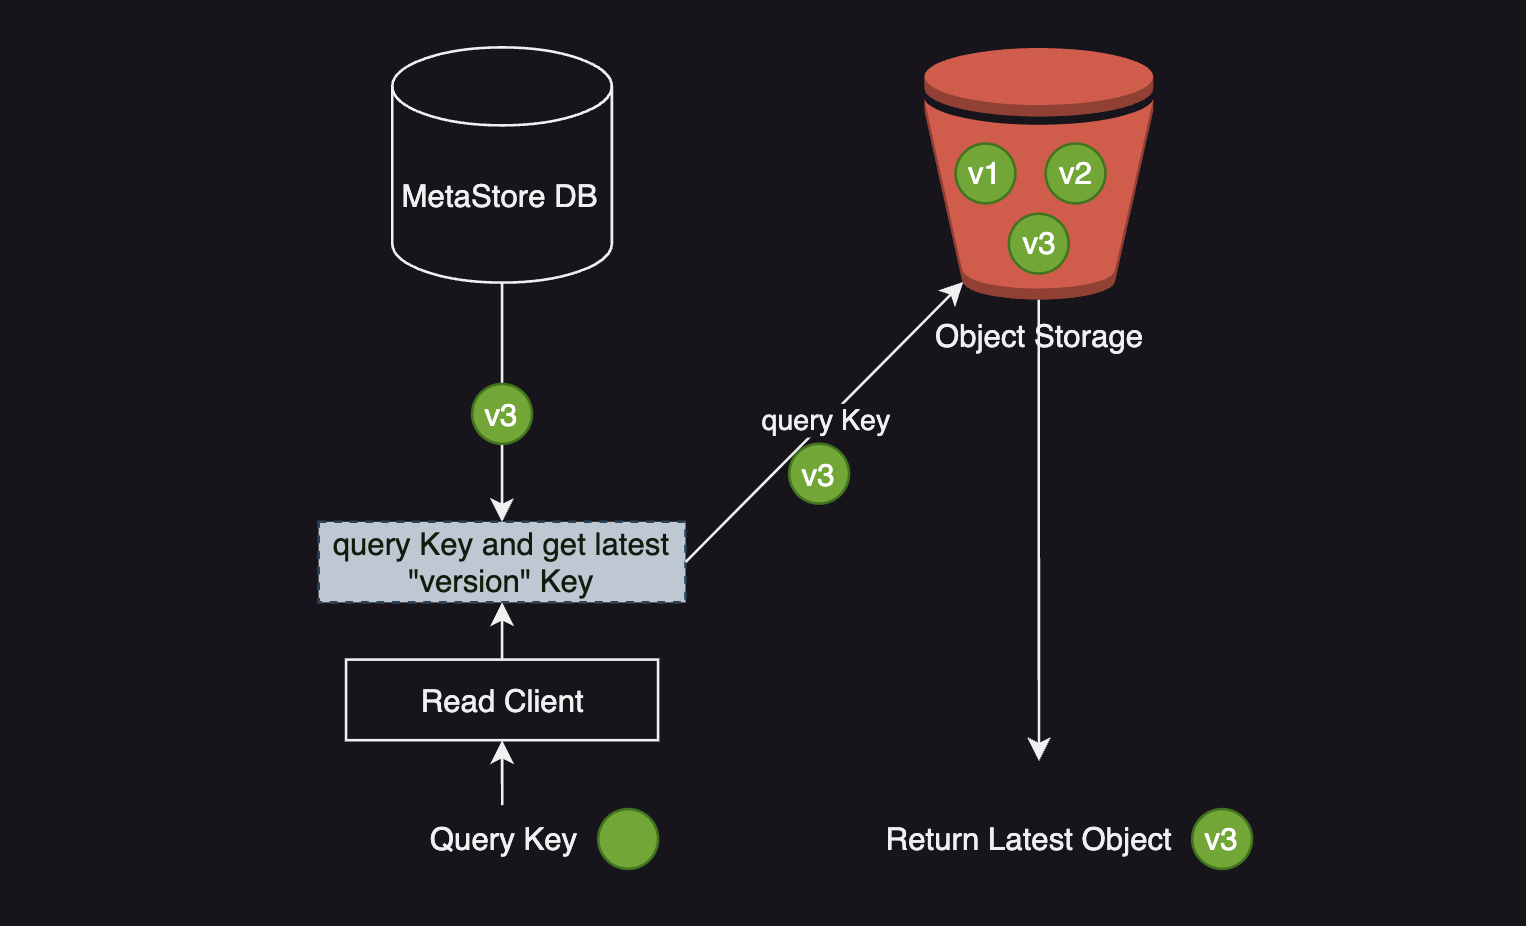 MetaStore DB
v1
v2
v3
Object Storage
v3
query Key
v3
query Key and get latest
"version" Key
Read Client
Query Key
Return Latest Object
v3